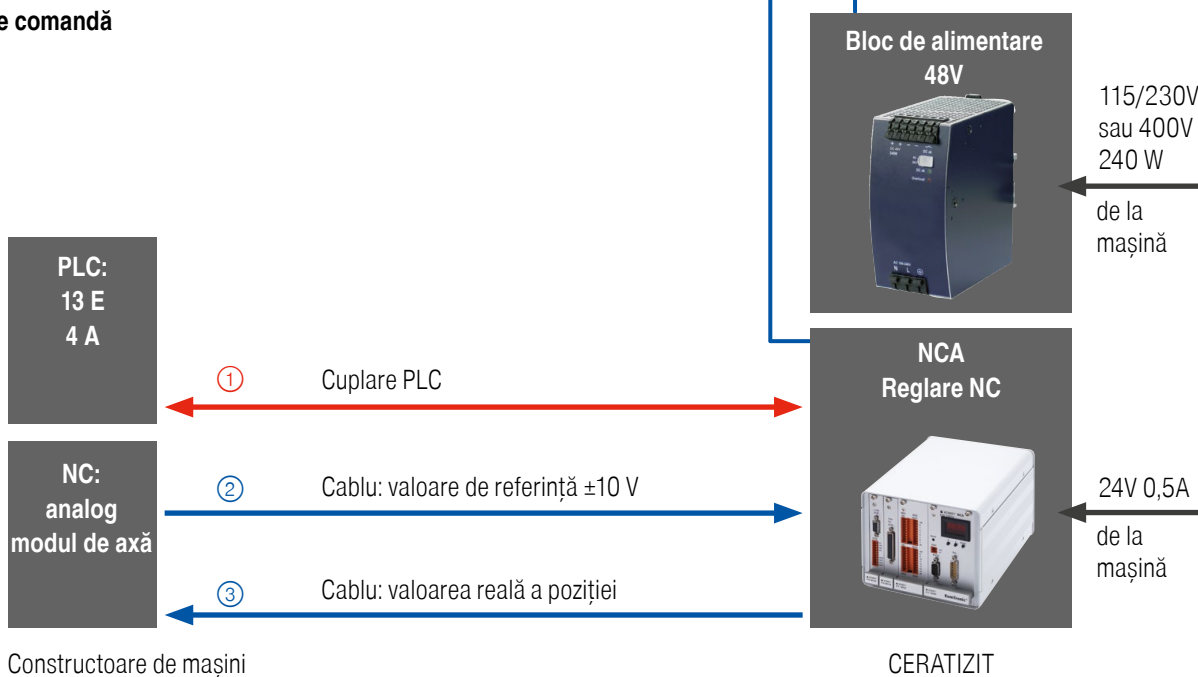 e comandă
Bloc de alimentare
48V
115/230V
sau 400V
240 W
de la
mașină
PLC:
13 E
4 A
1 Cuplare PLC
NCA
Reglare NC
NC:
analog
modul de axă
2 Cablu: valoare de referință ±10 V
24V 0,5A
de la
mașină
3 Cablu: valoarea reală a poziției
Constructoare de mașini
CERATIZIT